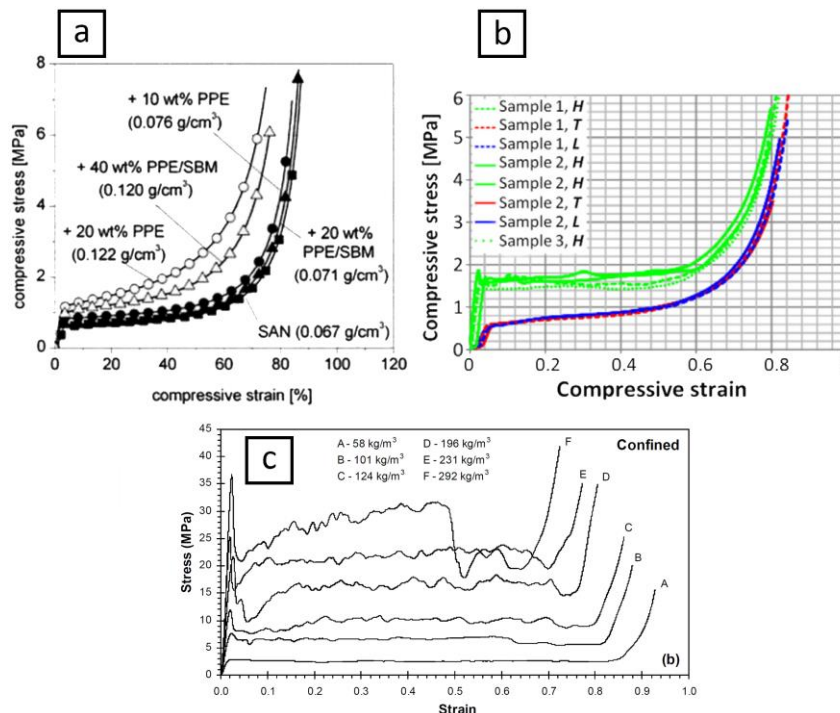 a
8
6
4
2
0
compressive stress [MPa]
+ 10 wt% PPE
(0.076 g/cm³)
+ 40 wt% PPE/SBM
(0.120 g/cm³)
+ 20 wt% PPE
(0.122 g/cm³)
+ 20 wt%
PPE/SBM
(0.071 g/cm³)
SAN (0.067 g/cm³)
0 20 40 60 80 100 120
compressive strain [%]
b
6
5
4
3
2
1
0
Compressive stress [MPa]
Sample 1, H
Sample 1, T
Sample 1, L
Sample 2, H
Sample 2, H
Sample 2, T
Sample 2, L
Sample 3, H
0 0.2 0.4 0.6 0.8
Compressive strain
c
45
40
35
30
25
20
15
10
5
0
Stress (MPa)
A - 58 kg/m³ D - 196 kg/m³
B - 101 kg/m³ E - 231 kg/m³
C - 124 kg/m³ F - 292 kg/m³
Confined
F
E
D
C
B
A
(b)
0.0 0.1 0.2 0.3 0.4 0.5 0.6 0.7 0.8 0.9 1.0
Strain